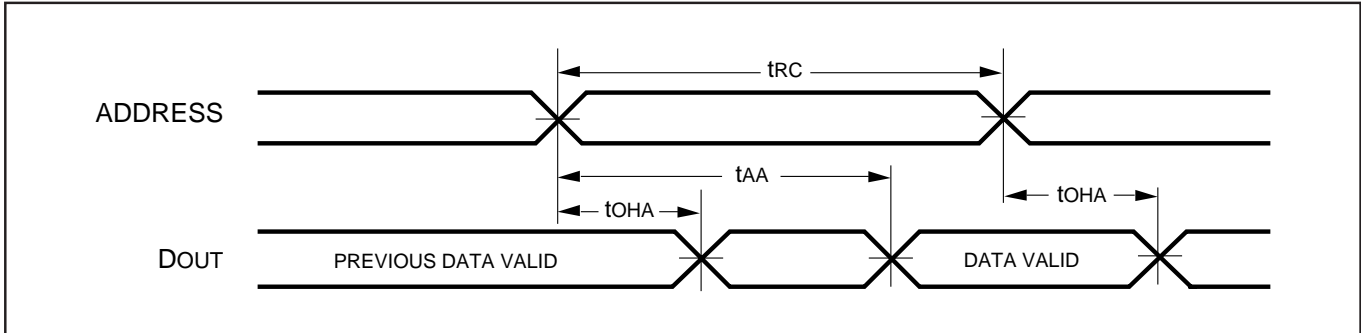 tRC
ADDRESS
tAA
tOHA
tOHA
DOUT
PREVIOUS DATA VALID
DATA VALID